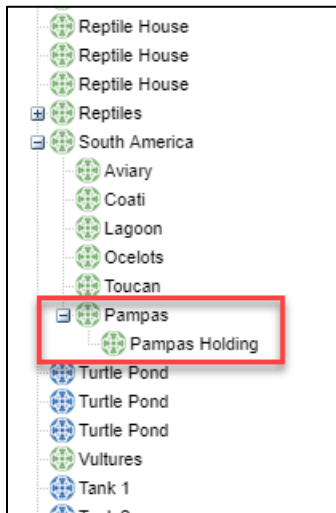 Reptile House
Reptile House
Reptile House
Reptiles
South America
Aviary
Coati
Lagoon
Ocelots
Toucan
Pampas
Pampas Holding
Turtle Pond
Turtle Pond
Turtle Pond
Vultures
Tank 1